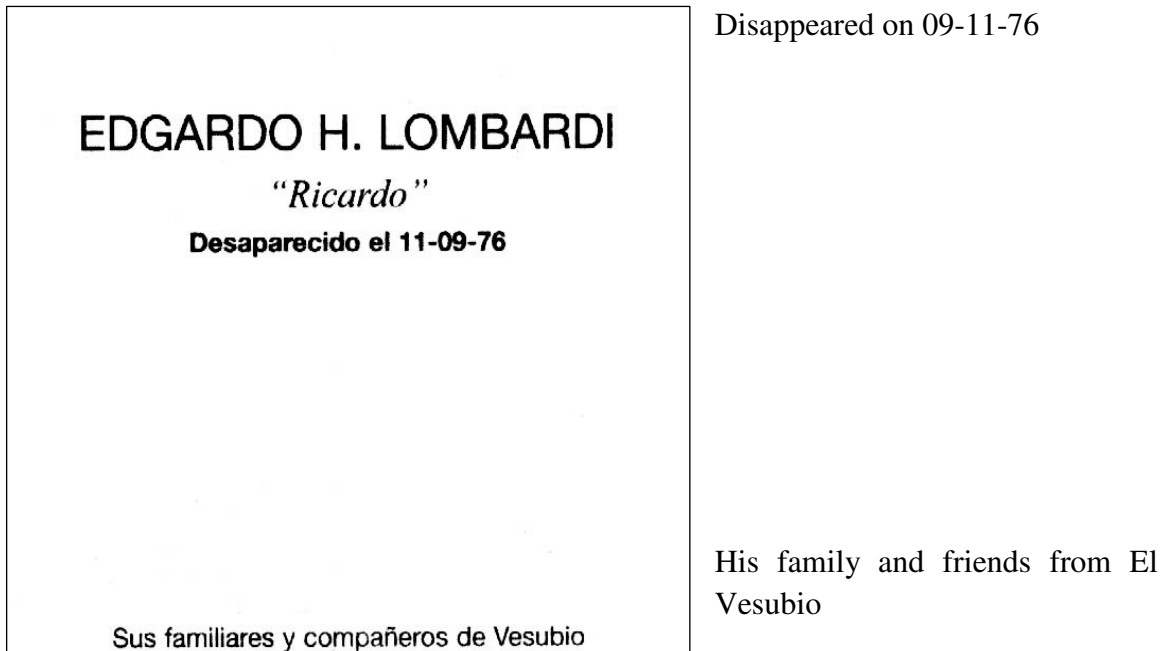 EDGARDO H. LOMBARDI
“Ricardo”
Desaparecido el 11-09-76
Sus familiares y compañeros de Vesubio
Disappeared on 09-11-76
His family and friends from El
Vesubio